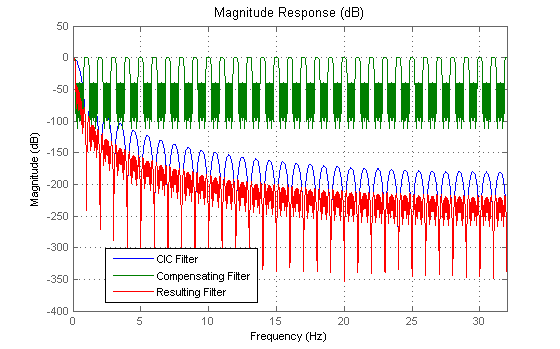 Magnitude Response (dB)
50
0
-50
-100
-150
-200
-250
-300
-350
-400
Magnitude (dB)
CIC Filter
Compensating Filter
Resulting Filter
0
5
10
15
20
25
30
Frequency (Hz)